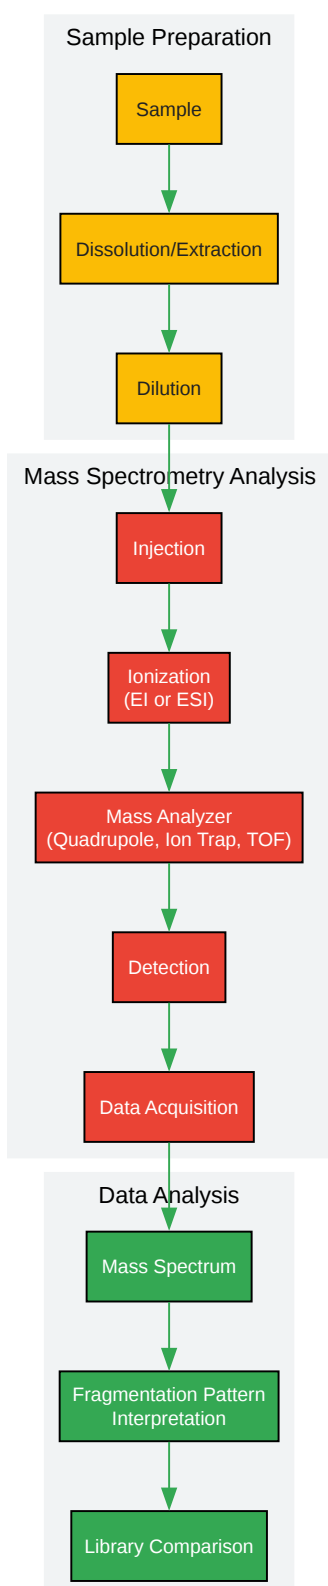 Sample Preparation
Sample
Dissolution/Extraction
Dilution
Mass Spectrometry Analysis
Injection
Ionization
(EI or ESI)
Mass Analyzer
(Quadrupole, Ion Trap, TOF)
Detection
Data Acquisition
Data Analysis
Mass Spectrum
Fragmentation Pattern
Interpretation
Library Comparison